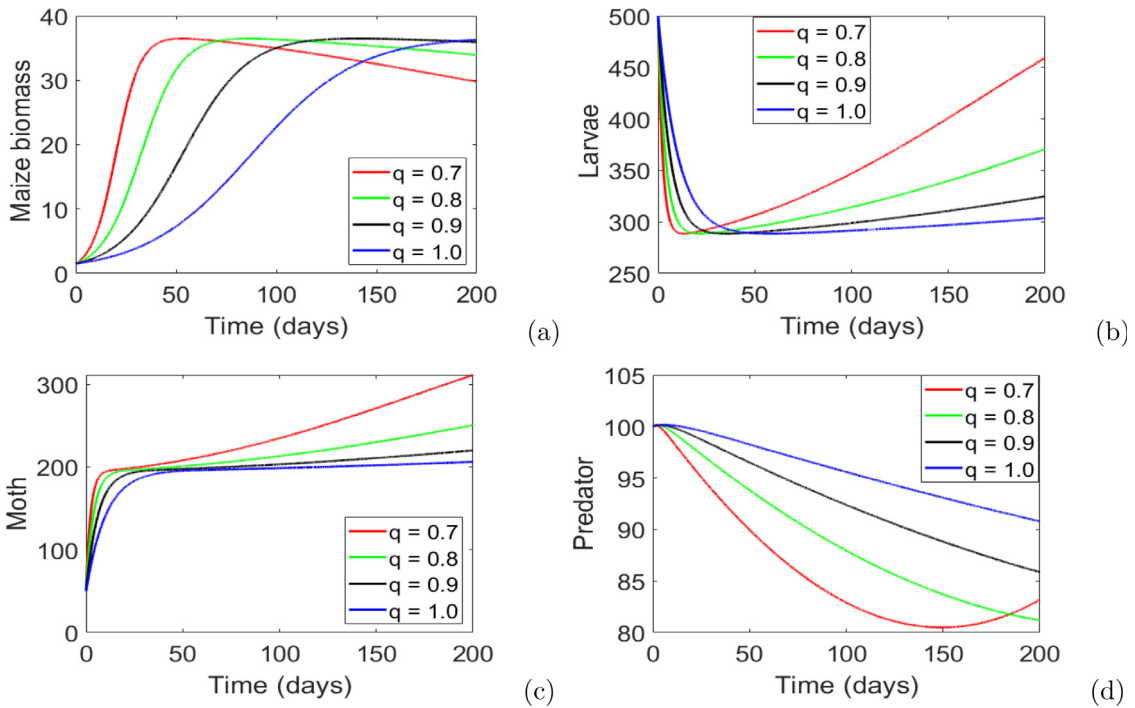 40
30
20
10
0
Maize biomass
q = 0.7
q = 0.8
q = 0.9
q = 1.0
0 50 100 150 200
Time (days)
(a)
500
450
400
350
300
250
Larvae
q = 0.7
q = 0.8
q = 0.9
q = 1.0
0 50 100 150 200
Time (days)
(b)
300
200
100
0
Moth
q = 0.7
q = 0.8
q = 0.9
q = 1.0
0 50 100 150 200
Time (days)
(c)
105
100
95
90
85
80
Predator
q = 0.7
q = 0.8
q = 0.9
q = 1.0
0 50 100 150 200
Time (days)
(d)